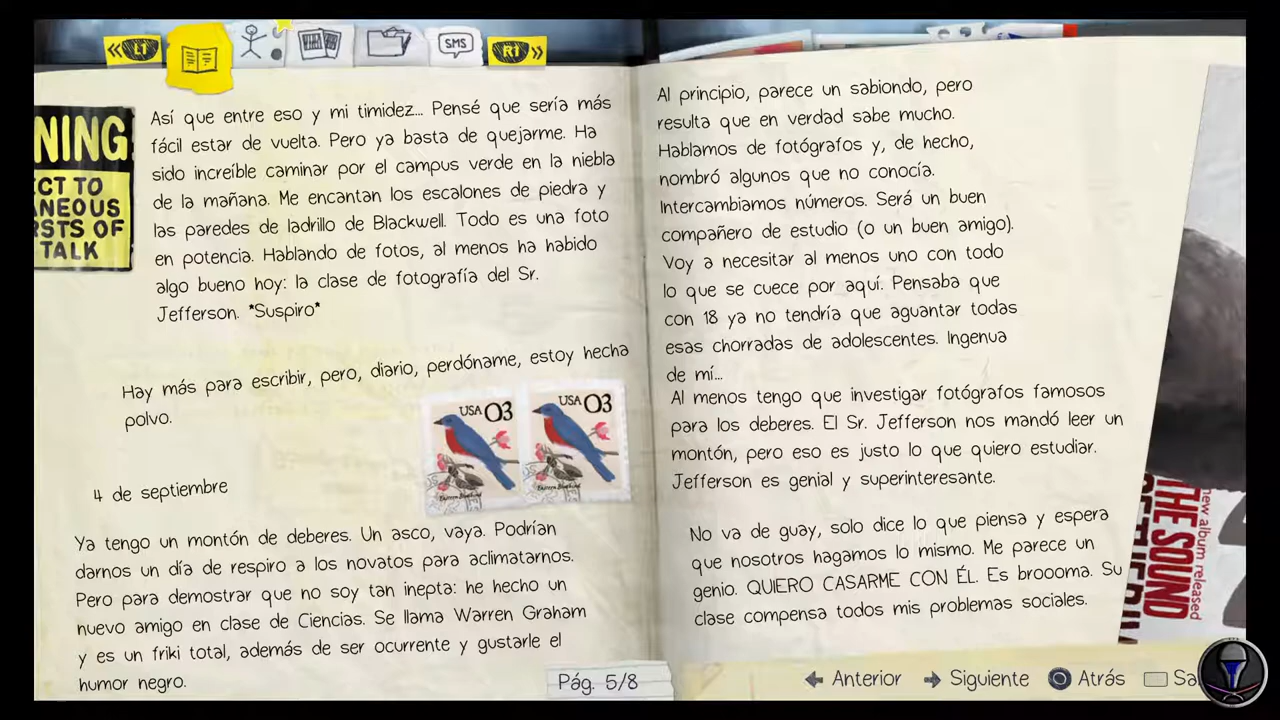 L1
SMS
R1
NING
ECT TO
ANEOUS
RSTS OF
TALK
Así que entre eso y mi timidez... Pensé que sería más
fácil estar de vuelta. Pero ya basta de quejarme. Ha
sido increíble caminar por el campus verde en la niebla
de la mañana. Me encantan los escalones de piedra y
las paredes de ladrillo de Blackwell. Todo es una foto
en potencia. Hablando de fotos, al menos ha habido
algo bueno hoy: la clase de fotografía del Sr.
Jefferson. *Suspiro*
Hay más para escribir, pero, diario, perdóname, estoy hecha
polvo.
USA 03
USA 03
Eastern Bluebird
Eastern Bluebird
4 de septiembre
Ya tengo un montón de deberes. Un asco, vaya. Podrían
darnos un día de respiro a los novatos para aclimatarnos.
Pero para demostrar que no soy tan inepta: he hecho un
nuevo amigo en clase de Ciencias. Se llama Warren Graham
y es un friki total, además de ser ocurrente y gustarle el
humor negro.
Al principio, parece un sabiondo, pero
resulta que en verdad sabe mucho.
Hablamos de fotógrafos y, de hecho,
nombró algunos que no conocía.
Intercambiamos números. Será un buen
compañero de estudio (o un buen amigo).
Voy a necesitar al menos uno con todo
lo que se cuece por aquí. Pensaba que
con 18 ya no tendría que aguantar todas
esas chorradas de adolescentes. Ingenua
de mí...
Al menos tengo que investigar fotógrafos famosos
para los deberes. El Sr. Jefferson nos mandó leer un
montón, pero eso es justo lo que quiero estudiar.
Jefferson es genial y superinteresante.
No va de guay, solo dice lo que piensa y espera
que nosotros hagamos lo mismo. Me parece un
genio. QUIERO CASARME CON ÉL. Es broooma. Su
clase compensa todos mis problemas sociales.
new album released
THE SOUND
Pág. 5/8
Anterior
Siguiente
Atrás
Sa